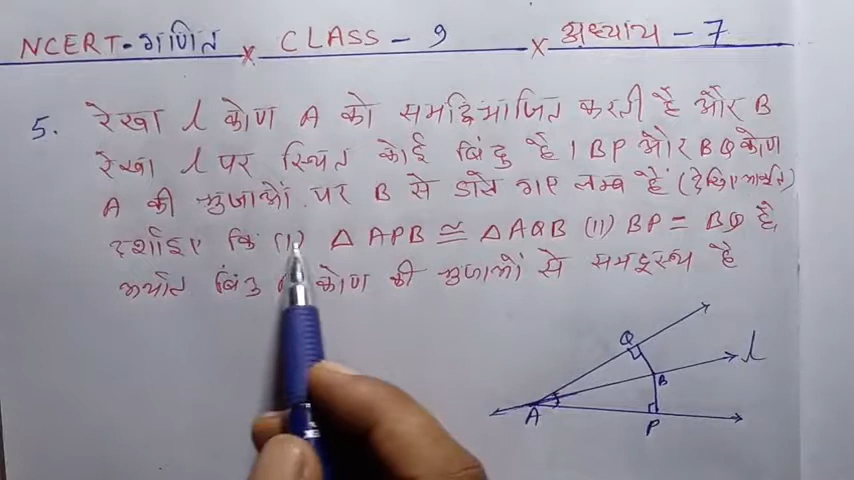 NCERT-गणित x CLASS - 9 x अध्याय - 7
5. रेखा l कोण A को समद्विभाजित करती है और B
रेखा l पर स्थित कोई बिंदु है। BP और BQ कोण
A की भुजाओं पर B से डाले गए लम्ब हैं (देखिए आकृति)
दर्शाइए कि (i) △ APB ≅ △ AQB (ii) BP = BQ है
अर्थात बिंदु कोण की भुजाओं से समदूरस्थ है
Q
l
B
A
P